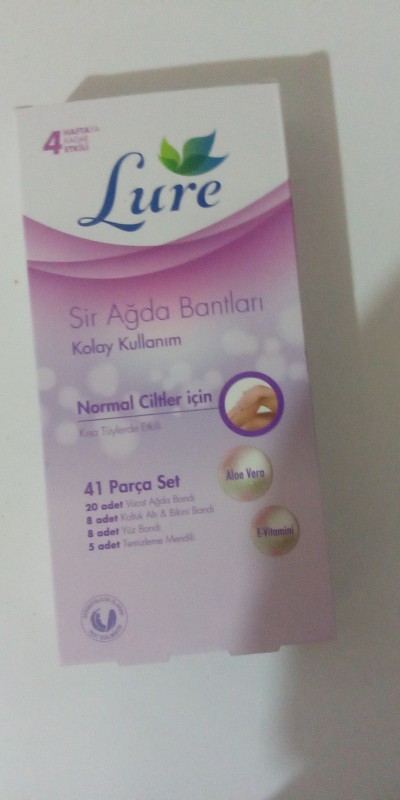 4 HAFTAYA
KADAR
ETKİLİ
Lure
Sir Ağda Bantları
Kolay Kullanım
Normal Ciltler için
Kısa Tüylerde Etkili
Aloe Vera
41 Parça Set
20 adet Vücut Ağda Bandı
8 adet Koltuk Altı & Bikini Bandı
8 adet Yüz Bandı
5 adet Temizleme Mendili
E-Vitamini